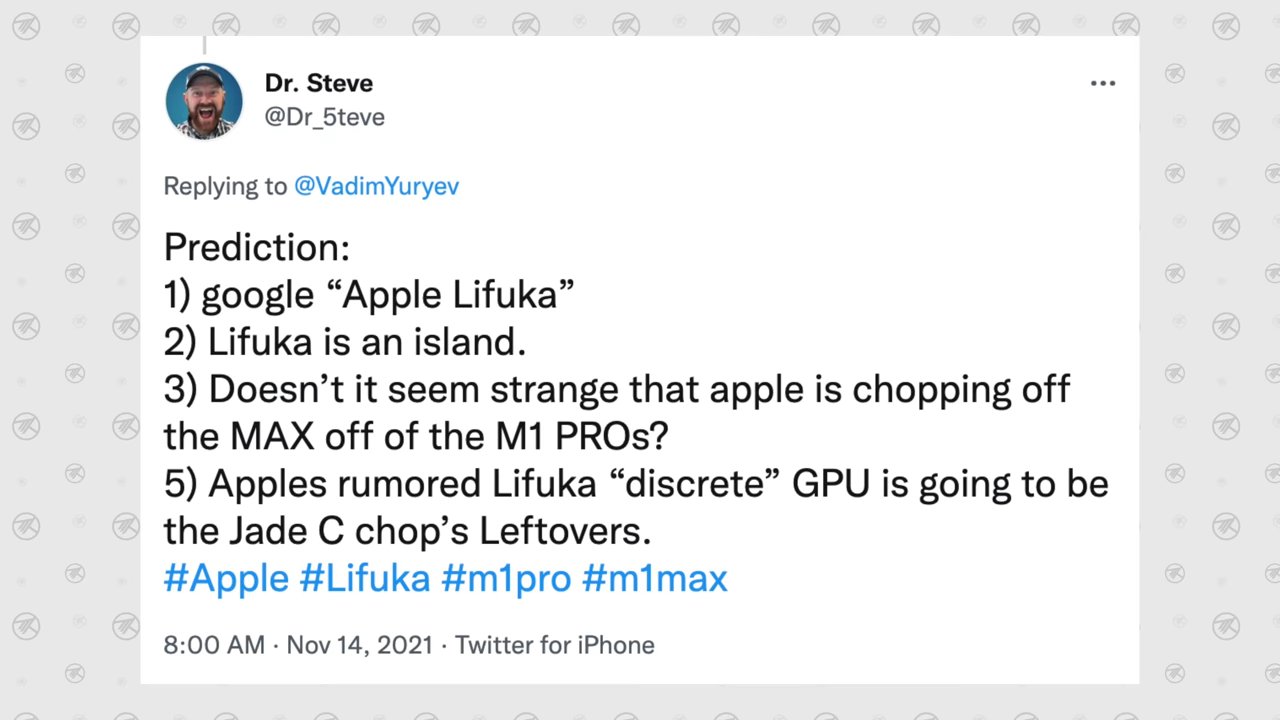 Dr. Steve
@Dr_5teve
Replying to @VadimYuryev
Prediction:
1) google “Apple Lifuka”
2) Lifuka is an island.
3) Doesn’t it seem strange that apple is chopping off
the MAX off of the M1 PROs?
5) Apples rumored Lifuka “discrete” GPU is going to be
the Jade C chop’s Leftovers.
#Apple #Lifuka #m1pro #m1max
8:00 AM · Nov 14, 2021 · Twitter for iPhone